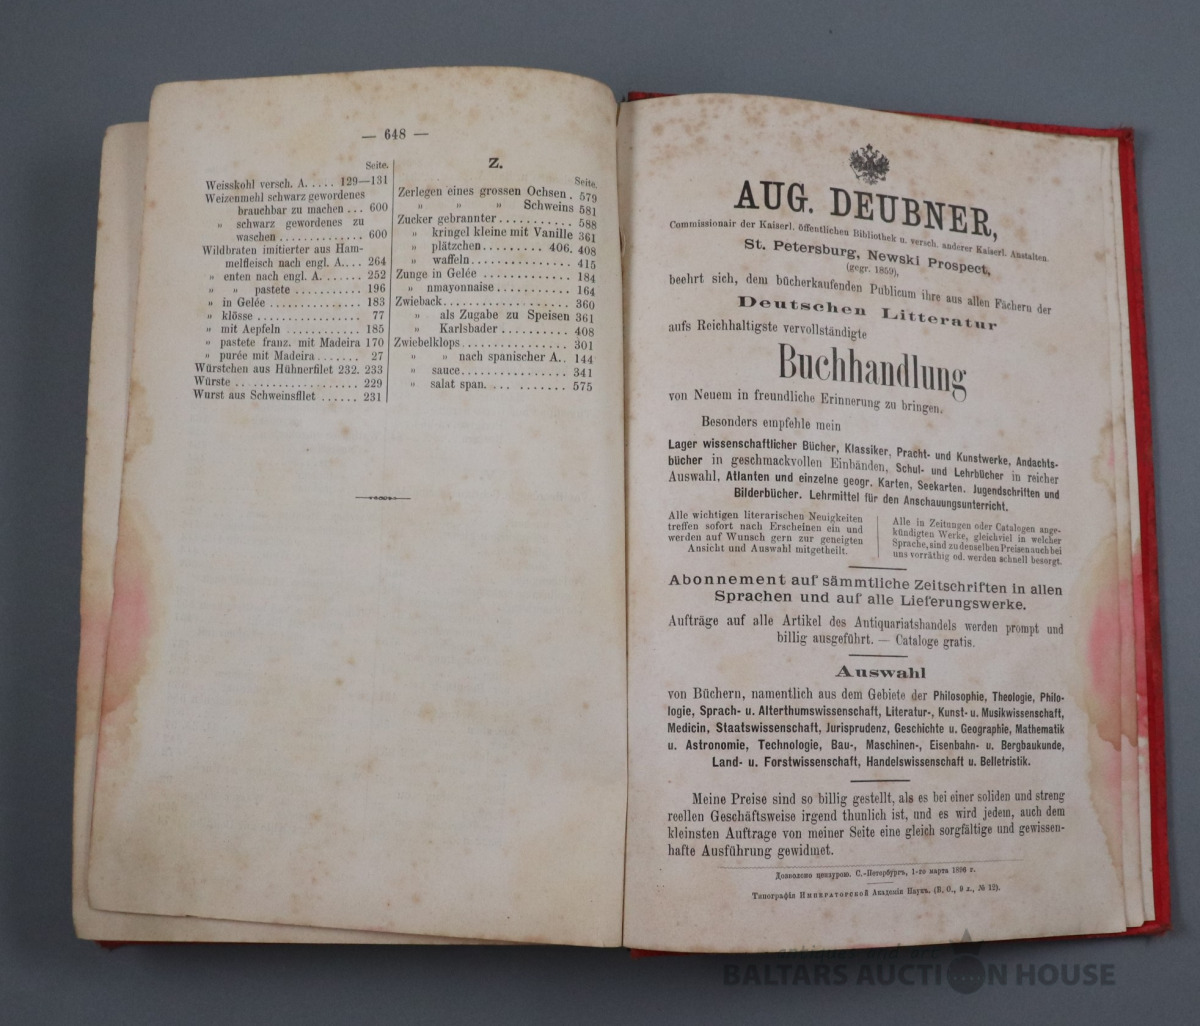 — 648 —
Seite.
Weisskohl versch. A. . . . . 129—131
Weizenmehl schwarz gewordenes
brauchbar zu machen . . . 600
„ schwarz gewordenes zu
waschen . . . . . . . . . . . . . 600
Wildbraten imitierter aus Ham-
melfleisch nach engl. A. . . . 264
„ enten nach engl. A. . . . . . . 252
„ „ pastete . . . . . . . . . . . 196
„ in Gelée . . . . . . . . . . . . . . . 183
„ klösse . . . . . . . . . . . . . . . . . 77
„ mit Aepfeln . . . . . . . . . . . . 185
„ pastete franz. mit Madeira 170
„ purée mit Madeira . . . . . . . 27
Würstchen aus Hühnerfilet 232. 233
Würste . . . . . . . . . . . . . . . . . . . . 229
Wurst aus Schweinsfilet . . . . . . 231
Z.
Seite.
Zerlegen eines grossen Ochsen . 579
„ „ „ Schweins 581
Zucker gebrannter . . . . . . . . . . . 588
„ kringel kleine mit Vanille 361
„ plätzchen . . . . . . . . . 406. 408
„ waffeln . . . . . . . . . . . . . . . . 415
Zunge in Gelée . . . . . . . . . . . . . 184
„ nmayonnaise . . . . . . . . . . . 164
Zwieback . . . . . . . . . . . . . . . . . . . 360
„ als Zugabe zu Speisen 361
„ Karlsbader . . . . . . . . . . 408
Zwiebelklops . . . . . . . . . . . . . . . . 301
„ „ nach spanischer A. . 144
„ sauce . . . . . . . . . . . . . . . . 341
„ salat span. . . . . . . . . . . . 575
AUG. DEUBNER,
Commissionair der Kaiserl. öffentlichen Bibliothek u. versch. anderer Kaiserl. Anstalten.
St. Petersburg, Newski Prospect,
(gegr. 1859),
beehrt sich, dem bücherkaufenden Publicum ihre aus allen Fächern der
Deutschen Litteratur
aufs Reichhaltigste vervollständigte
Buchhandlung
von Neuem in freundliche Erinnerung zu bringen.
Besonders empfehle mein
Lager wissenschaftlicher Bücher, Klassiker, Pracht- und Kunstwerke, Andachts-
bücher in geschmackvollen Einbänden, Schul- und Lehrbücher in reicher
Auswahl, Atlanten und einzelne geogr. Karten, Seekarten. Jugendschriften und
Bilderbücher. Lehrmittel für den Anschauungsunterricht.
Alle wichtigen literarischen Neuigkeiten
treffen sofort nach Erscheinen ein und
werden auf Wunsch gern zur geneigten
Ansicht und Auswahl mitgetheilt.
Alle in Zeitungen oder Catalogen ange-
kündigten Werke, gleichviel in welcher
Sprache, sind zu denselben Preisen auch bei
uns vorräthig od. werden schnell besorgt.
Abonnement auf sämmtliche Zeitschriften in allen
Sprachen und auf alle Lieferungswerke.
Aufträge auf alle Artikel des Antiquariatshandels werden prompt und
billig ausgeführt. — Cataloge gratis.
Auswahl
von Büchern, namentlich aus dem Gebiete der Philosophie, Theologie, Philo-
logie, Sprach- u. Alterthumswissenschaft, Literatur-, Kunst- u. Musikwissenschaft,
Medicin, Staatswissenschaft, Jurisprudenz, Geschichte u. Geographie, Mathematik
u. Astronomie, Technologie, Bau-, Maschinen-, Eisenbahn- u. Bergbaukunde,
Land- u. Forstwissenschaft, Handelswissenschaft u. Belletristik.
Meine Preise sind so billig gestellt, als es bei einer soliden und streng
reellen Geschäftsweise irgend thunlich ist, und es wird jedem, auch dem
kleinsten Auftrage von meiner Seite eine gleich sorgfältige und gewissen-
hafte Ausführung gewidmet.
Дозволено цензурою. С.-Петербургъ, 1-го марта 1896 г.
Типографія Императорской Академіи Наукъ. (В. О., 9 л., № 12).
antiques and art
BALTARS AUCTION HOUSE